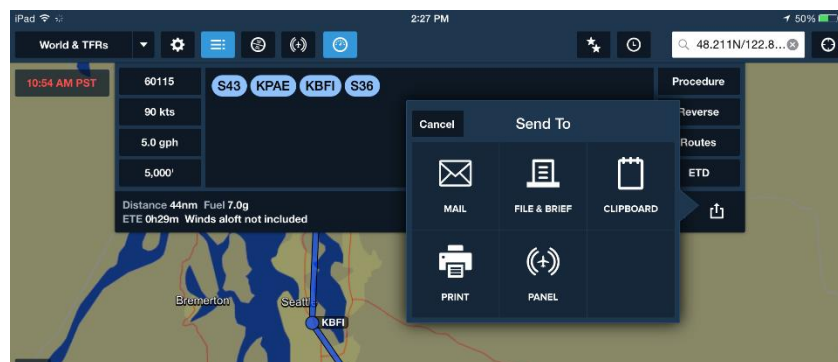 iPad 2:27 PM 50%
World & TFRs 48.211N/122.8...
10:54 AM PST
60115
90 kts
5.0 gph
5,000'
S43 KPAE KBFI S36
Procedure
Reverse
Routes
ETD
Distance 44nm Fuel 7.0g
ETE 0h29m Winds aloft not included
Cancel Send To
MAIL FILE & BRIEF CLIPBOARD
PRINT PANEL
Bremerton
KBFI